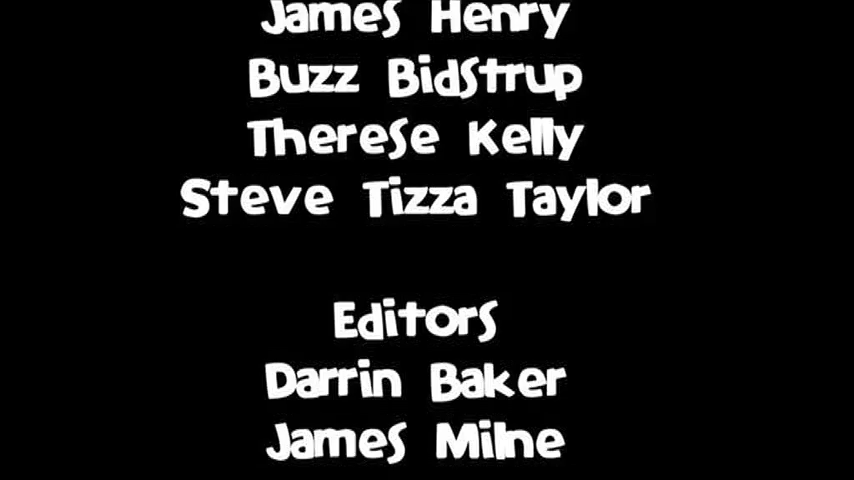 James Henry
Buzz Bidstrup
Therese Kelly
Steve Tizza Taylor
Editors
Darrin Baker
James Milne